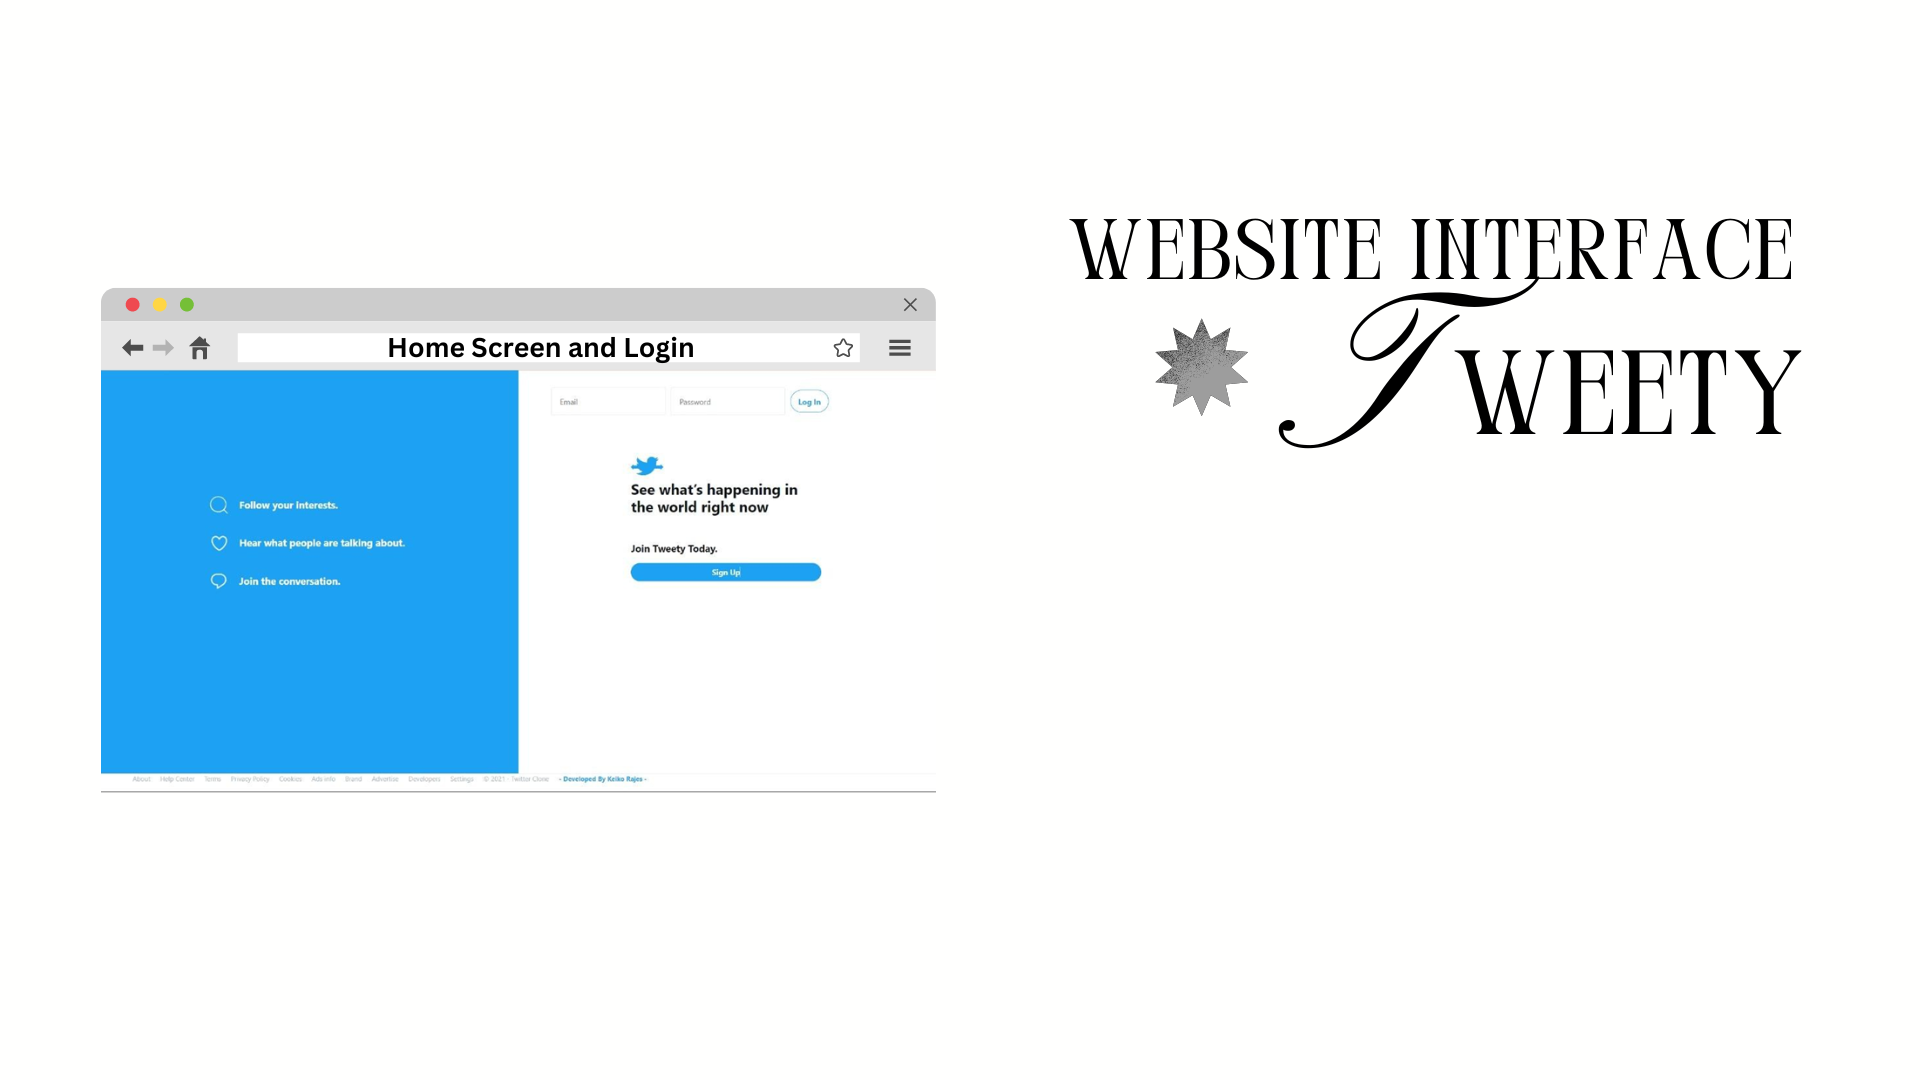 Home Screen and Login
Email Password Log In
Follow your interests.
Hear what people are talking about.
Join the conversation.
See what's happening in
the world right now
Join Tweety Today.
Sign Up
About Help Center Terms Privacy Policy Cookies Ads info Brand Advertise Developers Settings © 2021 - Twitter Clone - Developed By Keiko Rajes -
WEBSITE INTERFACE
TWEETY